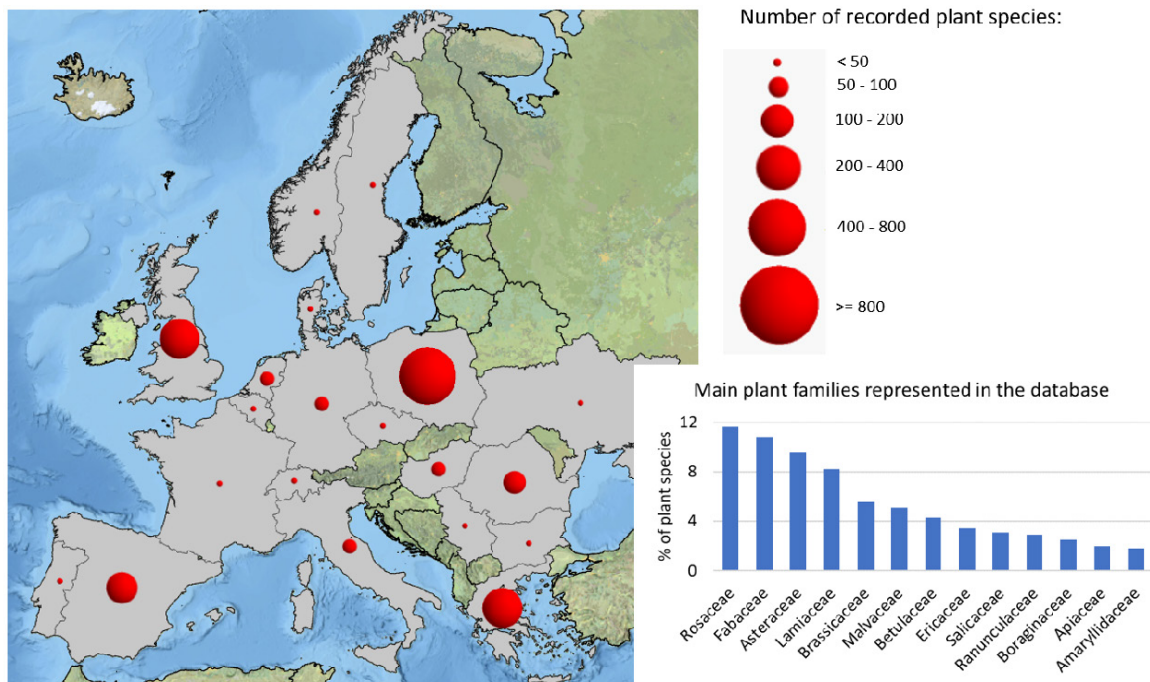 Number of recorded plant species:
< 50
50 - 100
100 - 200
200 - 400
400 - 800
>= 800
Main plant families represented in the database
% of plant species
12
8
4
0
Rosaceae
Fabaceae
Asteraceae
Lamiaceae
Brassicaceae
Malvaceae
Betulaceae
Ericaceae
Salicaceae
Ranunculaceae
Boraginaceae
Apiaceae
Amaryllidaceae